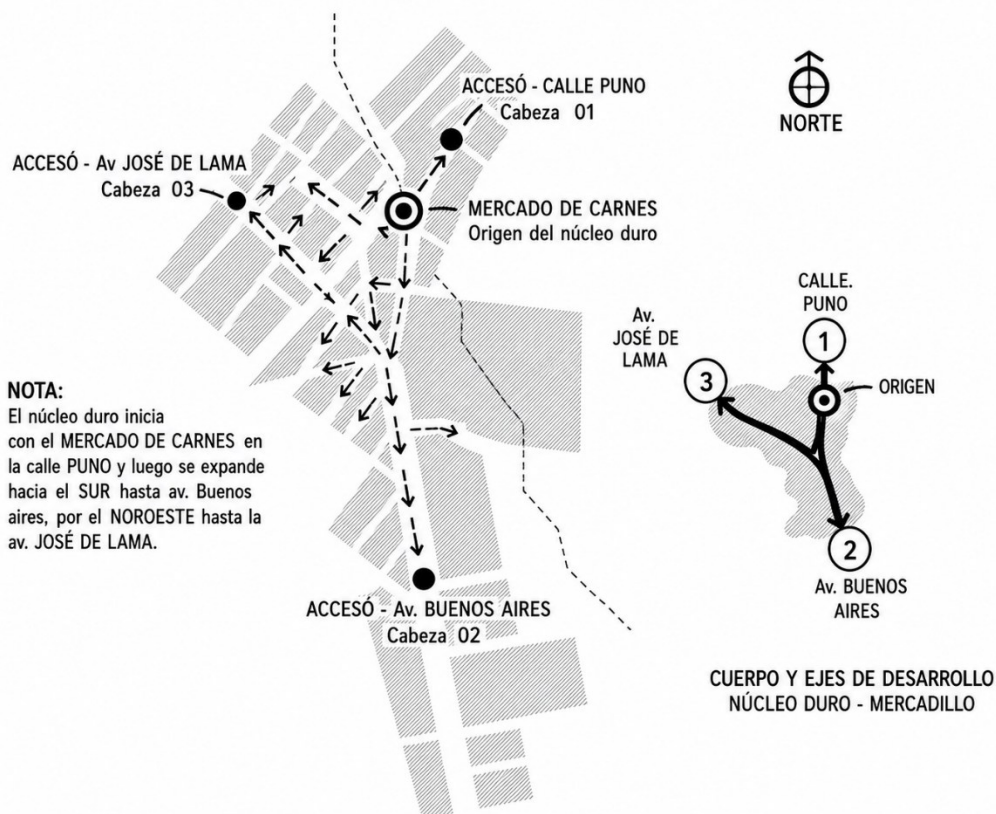 ACCESÓ - CALLE PUNO
Cabeza 01
NORTE
ACCESÓ - Av JOSÉ DE LAMA
Cabeza 03
MERCADO DE CARNES
Origen del núcleo duro
CALLE.
PUNO
1
Av.
JOSÉ DE
LAMA
3
ORIGEN
NOTA:
El núcleo duro inicia
con el MERCADO DE CARNES en
la calle PUNO y luego se expande
hacia el SUR hasta av. Buenos
aires, por el NOROESTE hasta la
av. JOSÉ DE LAMA.
2
Av. BUENOS
AIRES
ACCESÓ - Av. BUENOS AIRES
Cabeza 02
CUERPO Y EJES DE DESARROLLO
NÚCLEO DURO - MERCADILLO